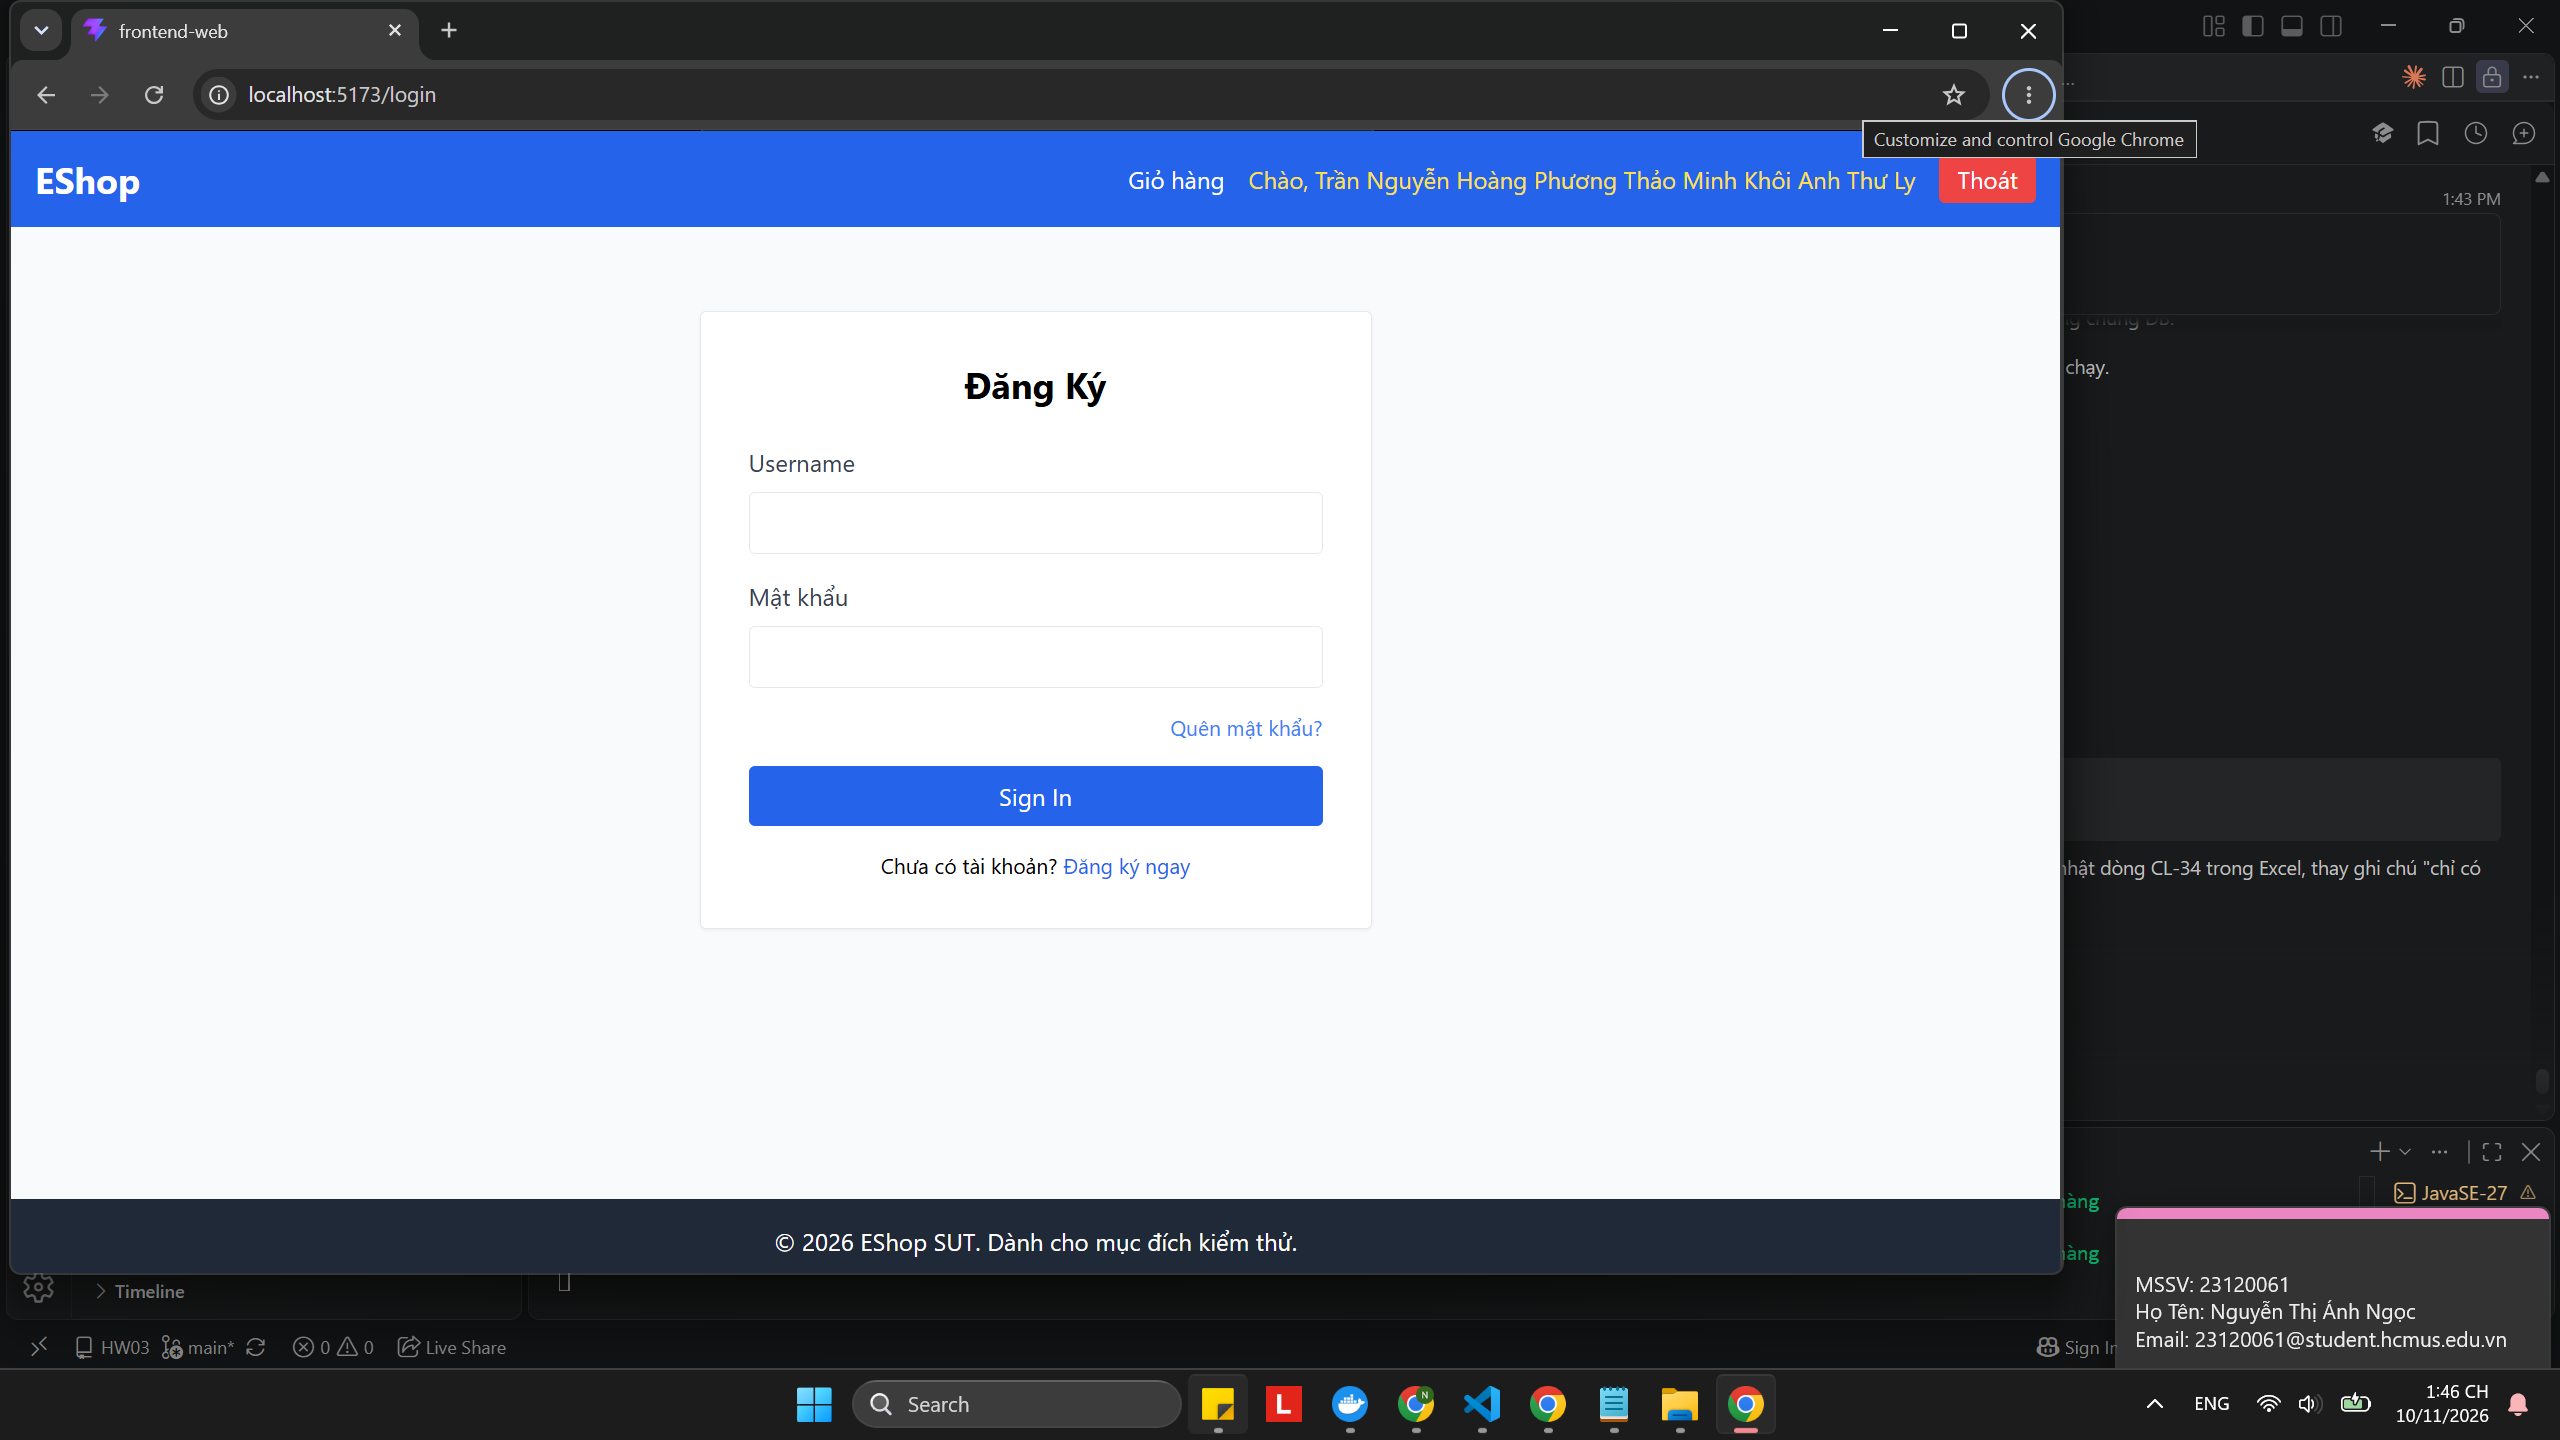 frontend-web
localhost:5173/login
Customize and control Google Chrome
EShop
Giỏ hàng
Chào, Trần Nguyễn Hoàng Phương Thảo Minh Khôi Anh Thư Ly
Thoát
1:43 PM
chạy.
Đăng Ký
Username
Mật khẩu
Quên mật khẩu?
Sign In
Chưa có tài khoản? Đăng ký ngay
dòng CL-34 trong Excel, thay ghi chú "chỉ có
© 2026 EShop SUT. Dành cho mục đích kiểm thử.
JavaSE-27
Timeline
MSSV: 23120061
Họ Tên: Nguyễn Thị Ánh Ngọc
Email: 23120061@student.hcmus.edu.vn
HW03 main* 0 0 Live Share
Sign In
Search
ENG
1:46 CH
10/11/2026